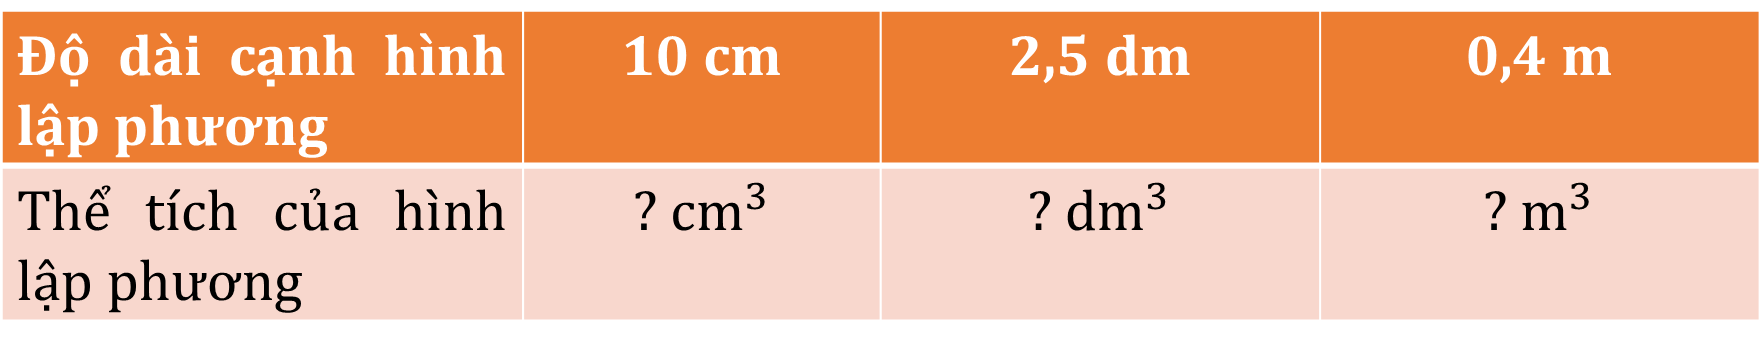 Độ dài cạnh hình 10 cm 2,5 dm 0,4 m
lập phương
Thể tích của hình ? cm³ ? dm³ ? m³
lập phương